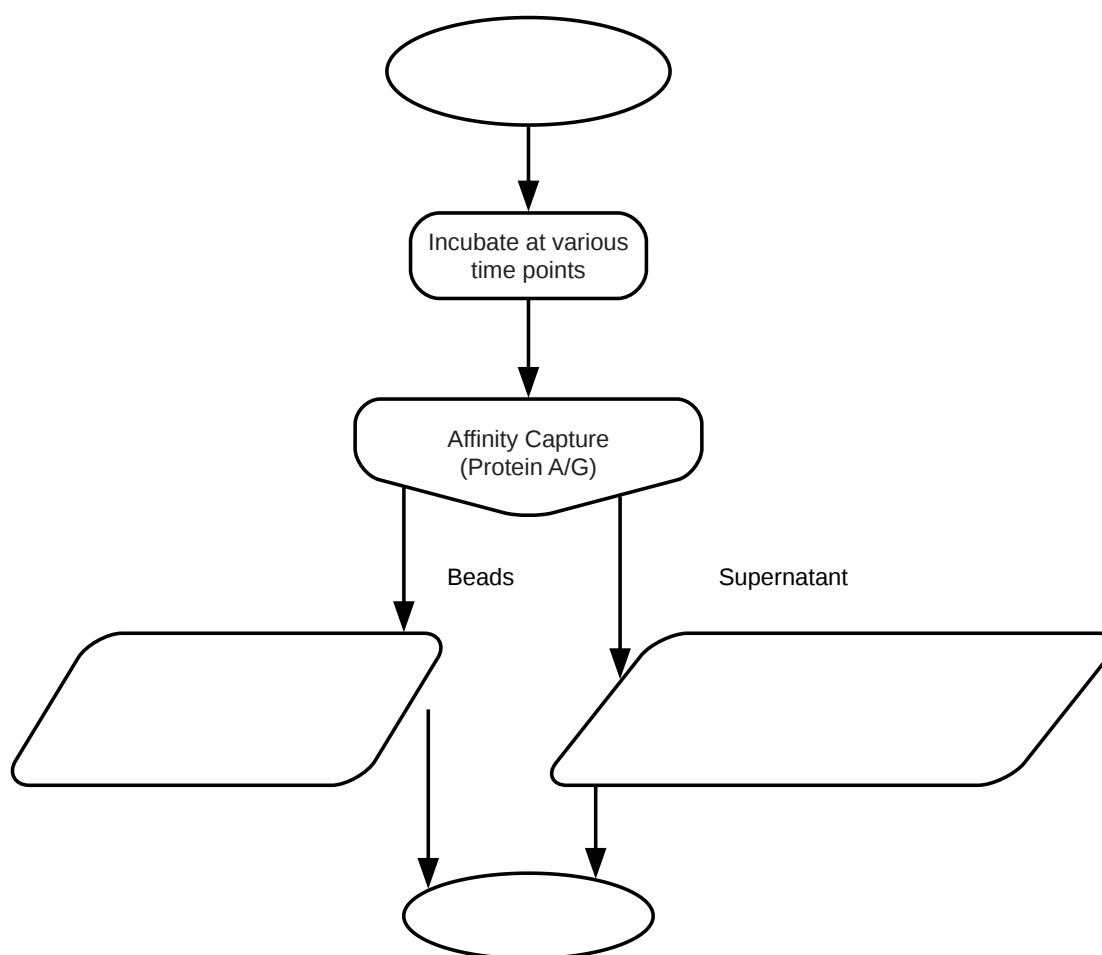 Incubate at various
time points
Affinity Capture
(Protein A/G)
Beads
Supernatant